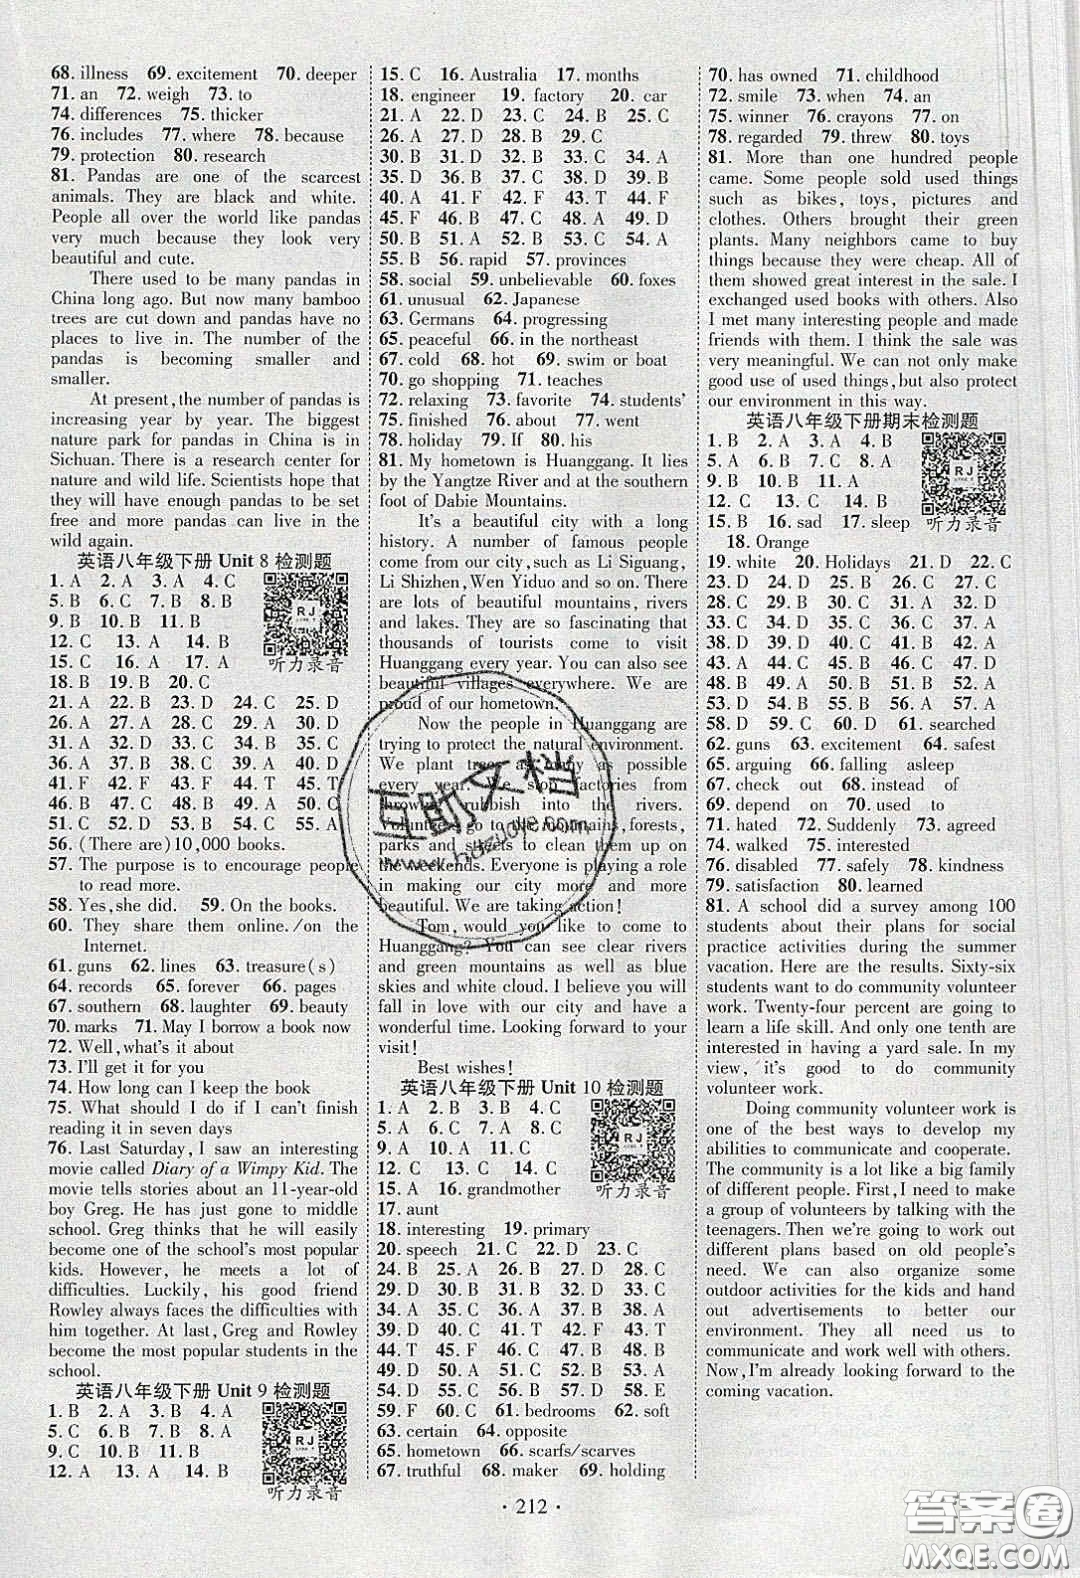 68. illness 69. excitement 70. deeper
71. an 72. weigh 73. to
74. differences 75. thicker
76. includes 77. where 78. because
79. protection 80. research
81. Pandas are one of the scarcest
animals. They are black and white.
People all over the world like pandas
very much because they look very
beautiful and cute.
There used to be many pandas in
China long ago. But now many bamboo
trees are cut down and pandas have no
places to live in. The number of the
pandas is becoming smaller and
smaller.
At present, the number of pandas is
increasing year by year. The biggest
nature park for pandas in China is in
Sichuan. There is a research center for
nature and wild life. Scientists hope that
they will have enough pandas to be set
free and more pandas can live in the
wild again.
英语八年级下册 Unit 8 检测题
1. A 2. A 3. A 4. C
5. B 6. C 7. B 8. B
9. B 10. B 11. B
12. C 13. A 14. B
15. C 16. A 17. A 听力录音
18. B 19. B 20. C
21. A 22. B 23. D 24. C 25. D
26. A 27. A 28. C 29. A 30. D
31. A 32. D 33. C 34. B 35. B
36. A 37. B 38. C 39. A 40. D
41. F 42. F 43. F 44. T 45. T
46. B 47. B 48. D 49. B 50. B
51. C 52. D 53. D 54. C 55. A
56. (There are)10,000 books.
57. The purpose is to encourage people
to read more.
58. Yes, she did. 59. On the books.
60. They share them online./on the
Internet.
61. guns 62. lines 63. treasure(s)
64. records 65. forever 66. pages
67. southern 68. laughter 69. beauty
70. marks 71. May I borrow a book now
72. Well, what's it about
73. I'll get it for you
74. How long can I keep the book
75. What should I do if I can't finish
reading it in seven days
76. Last Saturday, I saw an interesting
movie called Diary of a Wimpy Kid. The
movie tells stories about an 11-year-old
boy Greg. He has just gone to middle
school. Greg thinks that he will easily
become one of the school's most popular
kids. However, he meets a lot of
difficulties. Luckily, his good friend
Rowley always faces the difficulties with
him together. At last, Greg and Rowley
become the most popular students in the
school.
英语八年级下册 Unit 9 检测题
1. B 2. A 3. A 4. B
5. C 6. B 7. B 8. A
9. C 10. B 11. B
12. A 13. A 14. B 听力录音
15. C 16. Australia 17. months
18. engineer 19. factory 20. car
21. A 22. D 23. C 24. B 25. C
26. A 27. D 28. B 29. C
30. B 31. B 32. D 33. C 34. A
35. D 36. C 37. B 38. A 39. D
40. A 41. F 42. T 43. T 44. F
45. F 46. C 47. A 48. A 49. D
50. B 51. A 52. B 53. C 54. A
55. B 56. rapid 57. provinces
58. social 59. unbelievable 60. foxes
61. unusual 62. Japanese
63. Germans 64. progressing
65. peaceful 66. in the northeast
67. cold 68. hot 69. swim or boat
70. go shopping 71. teaches
72. relaxing 73. favorite 74. students'
75. finished 76. about 77. went
78. holiday 79. If 80. so
81. My hometown is Huanggang. It lies
by the Yangtze River and at the southern
foot of Dabie Mountains.
It's a beautiful city with a long
history. A number of famous people
come from our city, such as Li Siguang,
Li Shizhen, Wen Yiduo and so on. There
are lots of beautiful mountains, rivers
and lakes. They are so fascinating that
thousands of tourists come to visit
Huanggang every year. You can also see
beautiful villages everywhere. We are
proud of our hometown.
Now the people in Huanggang are
trying to protect the natural environment.
We plant trees as many as possible
every year. We stop factories from
throwing rubbish into the rivers.
Volunteers go to the mountains, forests,
parks and streets to clean them up on
the weekends. Everyone is playing a role
in making our city more and more
beautiful. We are taking action!
Tom, would you like to come to
Huanggang? You can see clear rivers
and green mountains as well as blue
skies and white cloud. I believe you will
fall in love with our city and have a
wonderful time. Looking forward to your
visit!
Best wishes!
英语八年级下册 Unit 10 检测题
1. A 2. B 3. B 4. C
5. A 6. C 7. B 8. C
9. A 10. A 11. C
12. C 13. C 14. C
15. A 16. grandmother 听力录音
17. aunt
18. interesting 19. primary
20. speech 21. C 22. D 23. C
24. B 25. A 26. C 27. D 28. C
29. D 30. B 31. A 32. D 33. C
34. A 35. C 36. A 37. B 38. A
39. D 40. C 41. T 42. F 43. T
44. T 45. F 46. C 47. D 48. B
49. D 50. A 51. C 52. D 53. A
54. D 55. E 56. A 57. B 58. C
59. F 60. C 61. bedrooms 62. soft
63. certain 64. opposite
65. hometown 66. scarfs/scarves
67. truthful 68. maker 69. holding
70. has owned 71. childhood
72. smile 73. when 74. an
75. winner 76. crayons 77. on
78. regarded 79. threw 80. toys
81. More than one hundred people
came. Some people sold used things
such as bikes, toys, pictures and
clothes. Others brought their green
plants. Many neighbors came to buy
things because they were cheap. All of
them showed great interest in the sale. I
exchanged used books with others. Also
I met many interesting people and made
friends with them. I think the sale was
very meaningful. We can not only make
good use of used things, but also protect
our environment in this way.
英语八年级下册期末检测题
1. B 2. A 3. A 4. B
5. A 6. B 7. C 8. A
9. B 10. B 11. A
12. C 13. C 14. B
15. B 16. sad 17. sleep 听力录音
18. Orange
19. white 20. Holidays 21. D 22. C
23. D 24. D 25. B 26. C 27. C
28. C 29. C 30. B 31. A 32. D
33. D 34. B 35. C 36. A 37. A
38. C 39. A 40. C 41. B 42. D
43. D 44. A 45. C 46. B 47. C
48. B 49. B 50. D 51. A 52. A
53. D 54. B 55. B 56. C 57. A
58. D 59. C 60. D 61. searched
62. guns 63. excitement 64. safest
65. arguing 66. falling asleep
67. check out 68. instead of
69. depend on 70. used to
71. hated 72. Suddenly 73. agreed
74. walked 75. interested
76. disabled 77. safely 78. kindness
79. satisfaction 80. learned
81. A school did a survey among 100
students about their plans for social
practice activities during the summer
vacation. Here are the results. Sixty-six
students want to do community volunteer
work. Twenty-four percent are going to
learn a life skill. And only one tenth are
interested in having a yard sale. In my
view, it's good to do community
volunteer work.
Doing community volunteer work is
one of the best ways to develop my
abilities to communicate and cooperate.
The community is a lot like a big family
of different people. First, I need to make
a group of volunteers by talking with the
teenagers. Then we're going to work out
different plans based on old people's
need. We can also organize some
outdoor activities for the kids and hand
out advertisements to better our
environment. They all need us to
communicate and work well with others.
Now, I'm already looking forward to the
coming vacation.
· 212 ·
互助文档
www.hdzlole.com
答案圈
MXQE.COM